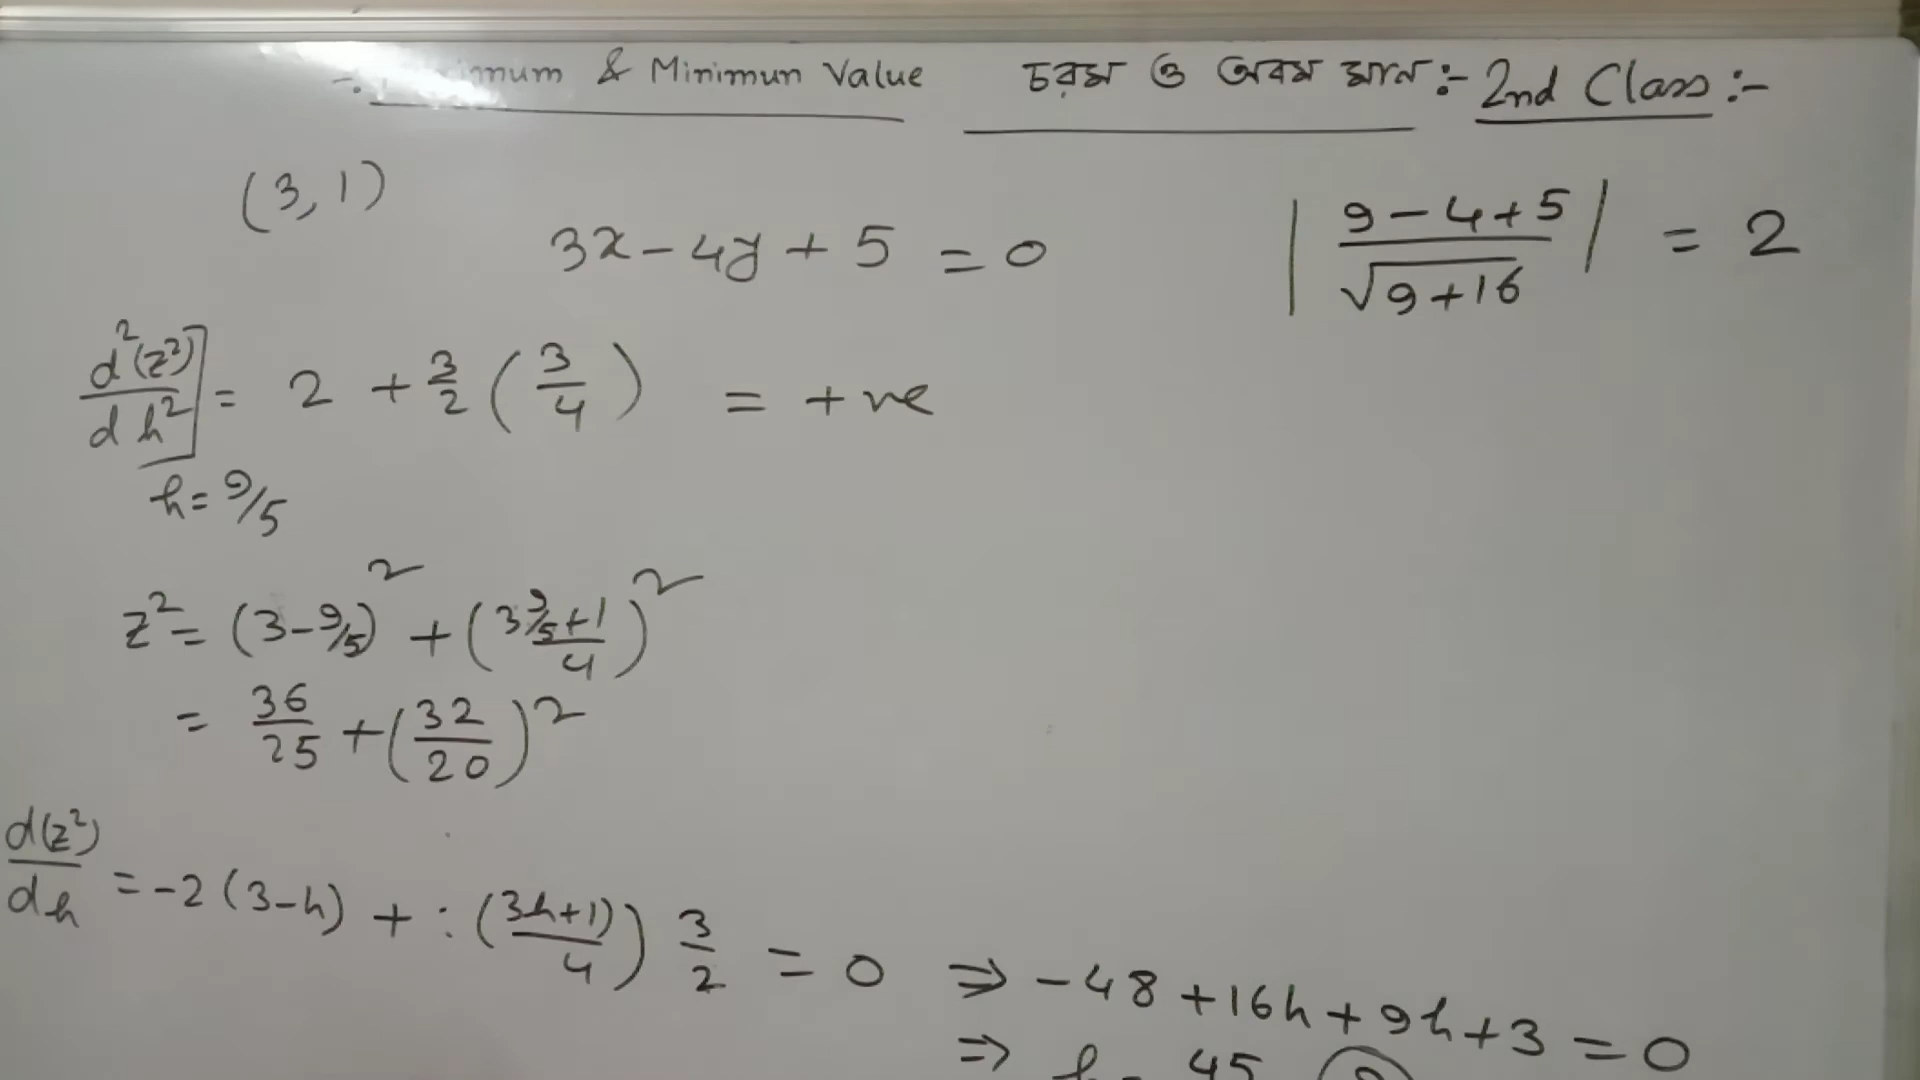 & Minimun Value চরম ও অবম মান :- 2nd Class :-
(3, 1)
3x - 4y + 5 = 0
| (9 - 4 + 5) / √(9 + 16) | = 2
d²(z²)/dh² ] h = 9/5 = 2 + 3/2 (3/4) = +ve
z² = (3 - 9/5)² + ((3 9/5 + 1)/4)²
= 36/25 + (32/20)²
d(z²)/dh = -2(3-h) + : ((3h+1)/4) 3/2 = 0 ⇒ -48 + 16h + 9h + 3 = 0
⇒ 45